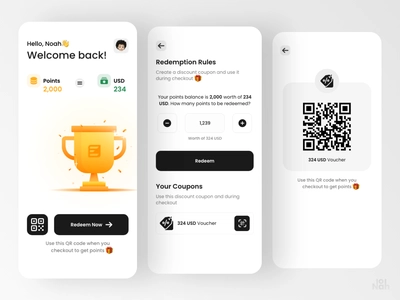 Hello, Noah👋
Welcome back!
Points
2,000
USD
234
Redeem Now →
Use this QR code when you
checkout to get points 🎁
Redemption Rules
Create a discount coupon and use it
during checkout 🎁
Your points balance is 2,000 worth of 234
USD. How many points to be redeemed?
1,239
Worth of 324 USD
Redeem
Your Coupons
Use this discount coupon and during
checkout
324 USD Voucher
324 USD Voucher
Use this QR code when you
checkout to get points 🎁